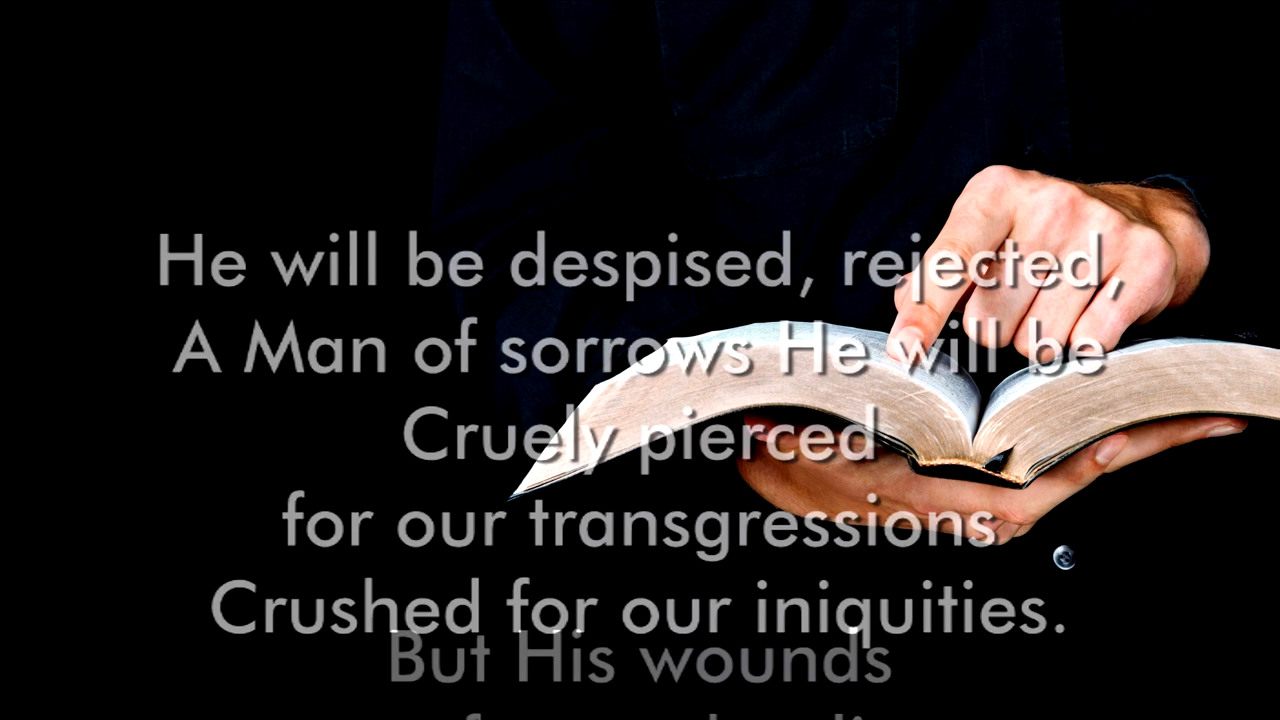 He will be despised, rejected,
A Man of sorrows He will be
Cruely pierced
for our transgressions
Crushed for our iniquities.
But His wounds